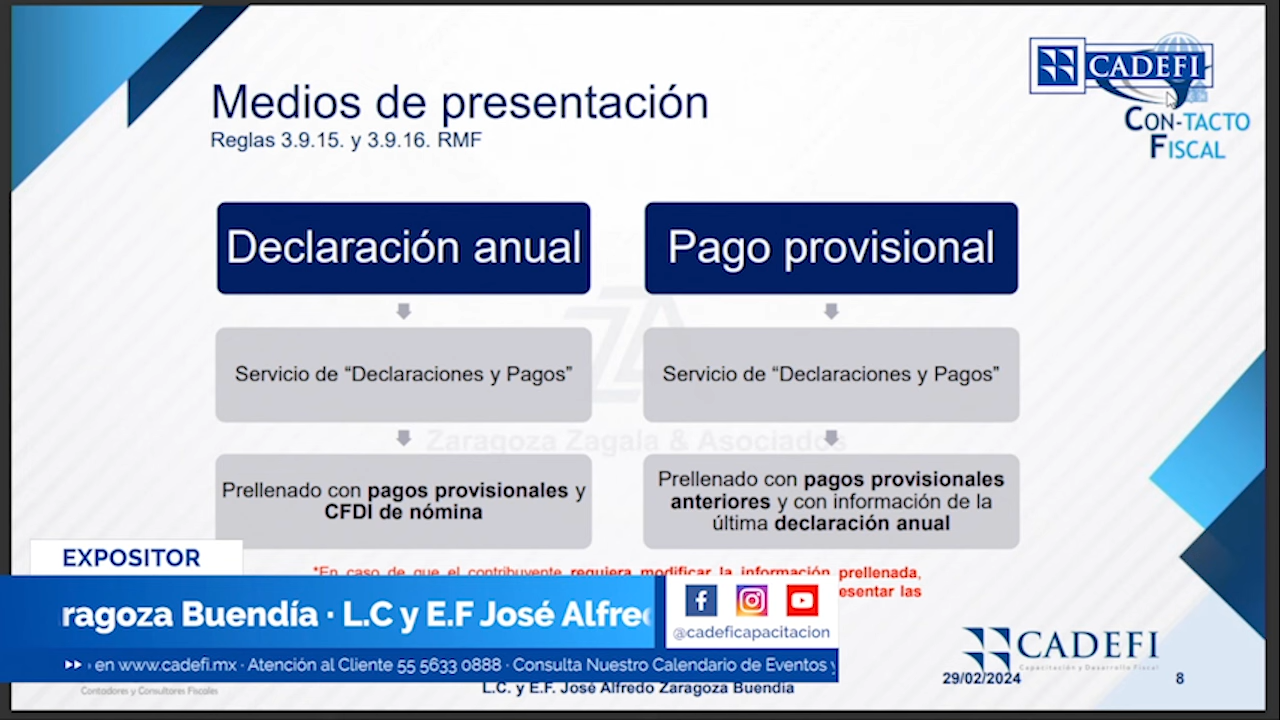 CADEFI
CON-TACTO
FISCAL
Medios de presentación
Reglas 3.9.15. y 3.9.16. RMF
Declaración anual
Pago provisional
Servicio de “Declaraciones y Pagos”
Servicio de “Declaraciones y Pagos”
Zaragoza Zagala & Asociados
Prellenado con pagos provisionales y
CFDI de nómina
Prellenado con pagos provisionales
anteriores y con información de la
última declaración anual
*En caso de que el contribuyente requiera modificar la información prellenada,
las
EXPOSITOR
Buendía · L.C y E.F José
@cadeficapacitacion
en www.cadefi.mx · Atención al Cliente 55 5633 0888 · Consulta Nuestro Calendario de Eventos y
Contadores y Consultores Fiscales
L.C. y E.F. José Alfredo Zaragoza Buendía
CADEFI
Capacitación y Desarrollo Fiscal
29/02/2024
8